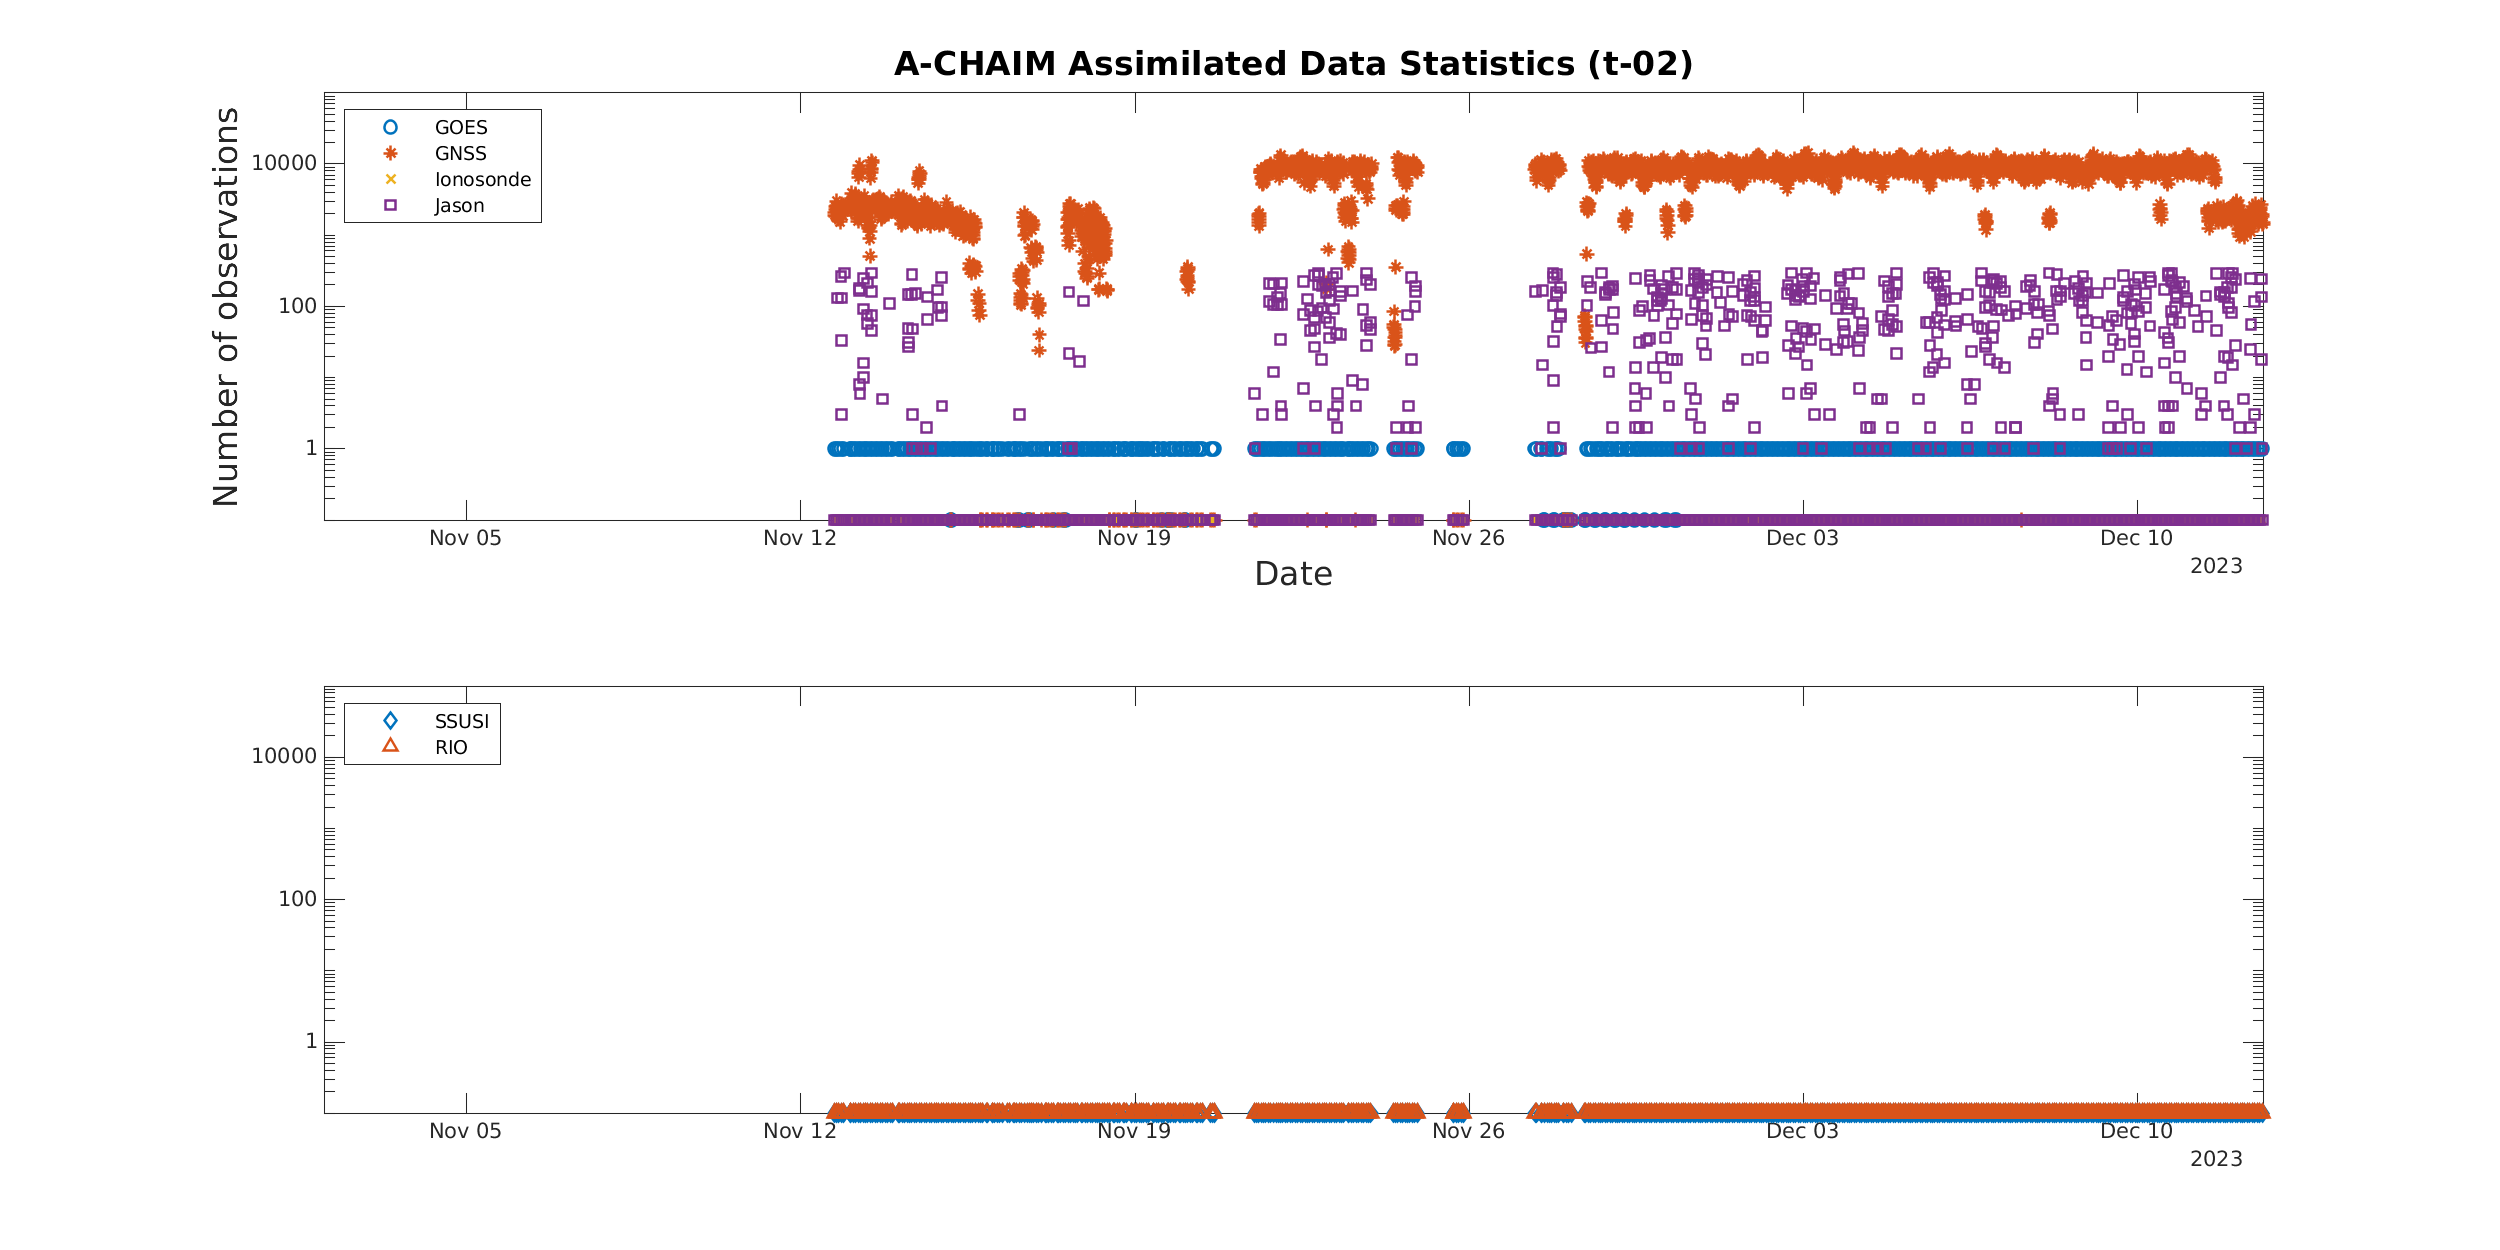 A-CHAIM Assimilated Data Statistics (t-02)
Number of observations
10000
100
1
GOES
GNSS
Ionosonde
Jason
Nov 05
Nov 12
Nov 19
Nov 26
Dec 03
Dec 10
2023
Date
10000
100
1
SSUSI
RIO
Nov 05
Nov 12
Nov 19
Nov 26
Dec 03
Dec 10
2023